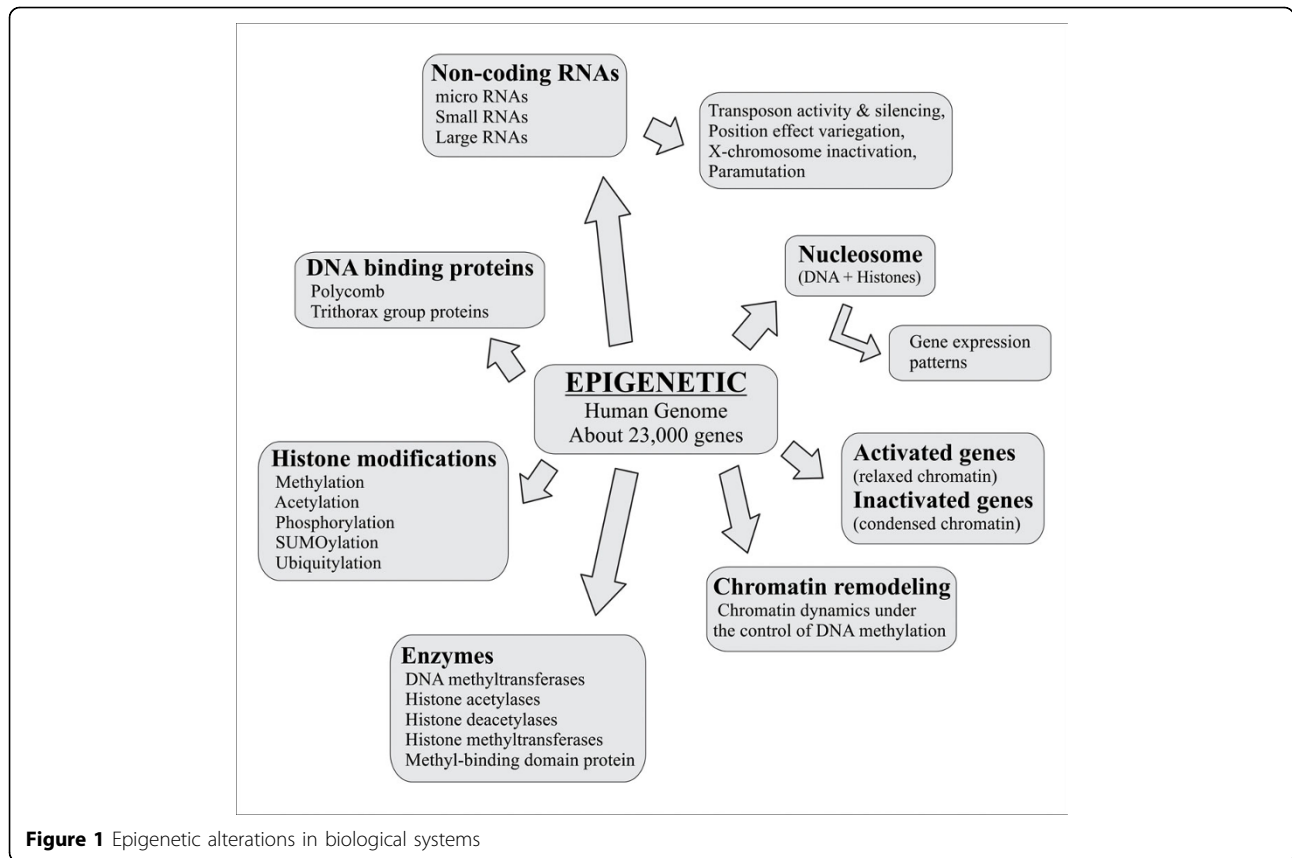 Non-coding RNAs
micro RNAs
Small RNAs
Large RNAs
Transposon activity & silencing,
Position effect variegation,
X-chromosome inactivation,
Paramutation
DNA binding proteins
Polycomb
Trithorax group proteins
Nucleosome
(DNA + Histones)
Gene expression
patterns
EPIGENETIC
Human Genome
About 23,000 genes
Histone modifications
Methylation
Acetylation
Phosphorylation
SUMOylation
Ubiquitylation
Activated genes
(relaxed chromatin)
Inactivated genes
(condensed chromatin)
Chromatin remodeling
Chromatin dynamics under
the control of DNA methylation
Enzymes
DNA methyltransferases
Histone acetylases
Histone deacetylases
Histone methyltransferases
Methyl-binding domain protein
Figure 1 Epigenetic alterations in biological systems